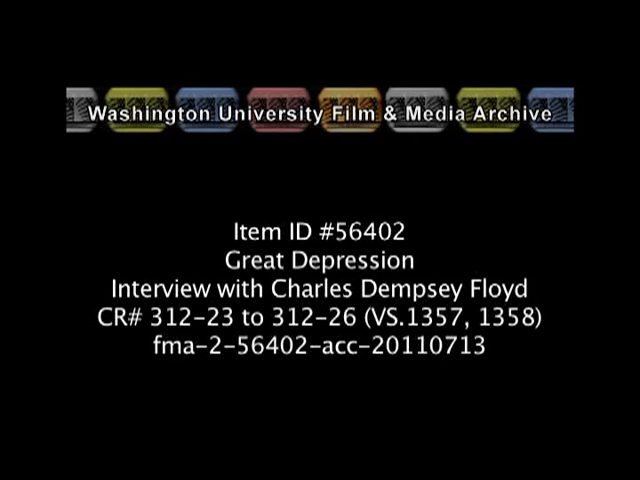 Washington University Film & Media Archive
Item ID #56402
Great Depression
Interview with Charles Dempsey Floyd
CR# 312-23 to 312-26 (VS.1357, 1358)
fma-2-56402-acc-20110713